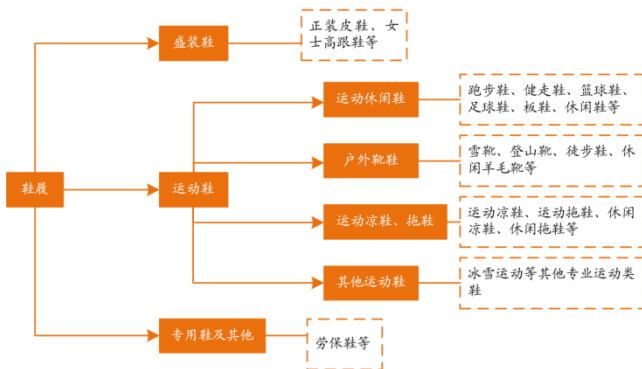 盛装鞋
正装皮鞋、女
士高跟鞋等
运动休闲鞋
跑步鞋、健走鞋、篮球鞋、
足球鞋、板鞋、休闲鞋等
户外靴鞋
雪靴、登山靴、徒步鞋、休
闲羊毛靴等
鞋履
运动鞋
运动凉鞋、拖鞋
运动凉鞋、运动拖鞋、休闲
凉鞋、休闲拖鞋等
其他运动鞋
冰雪运动等其他专业运动类
鞋
专用鞋及其他
劳保鞋等